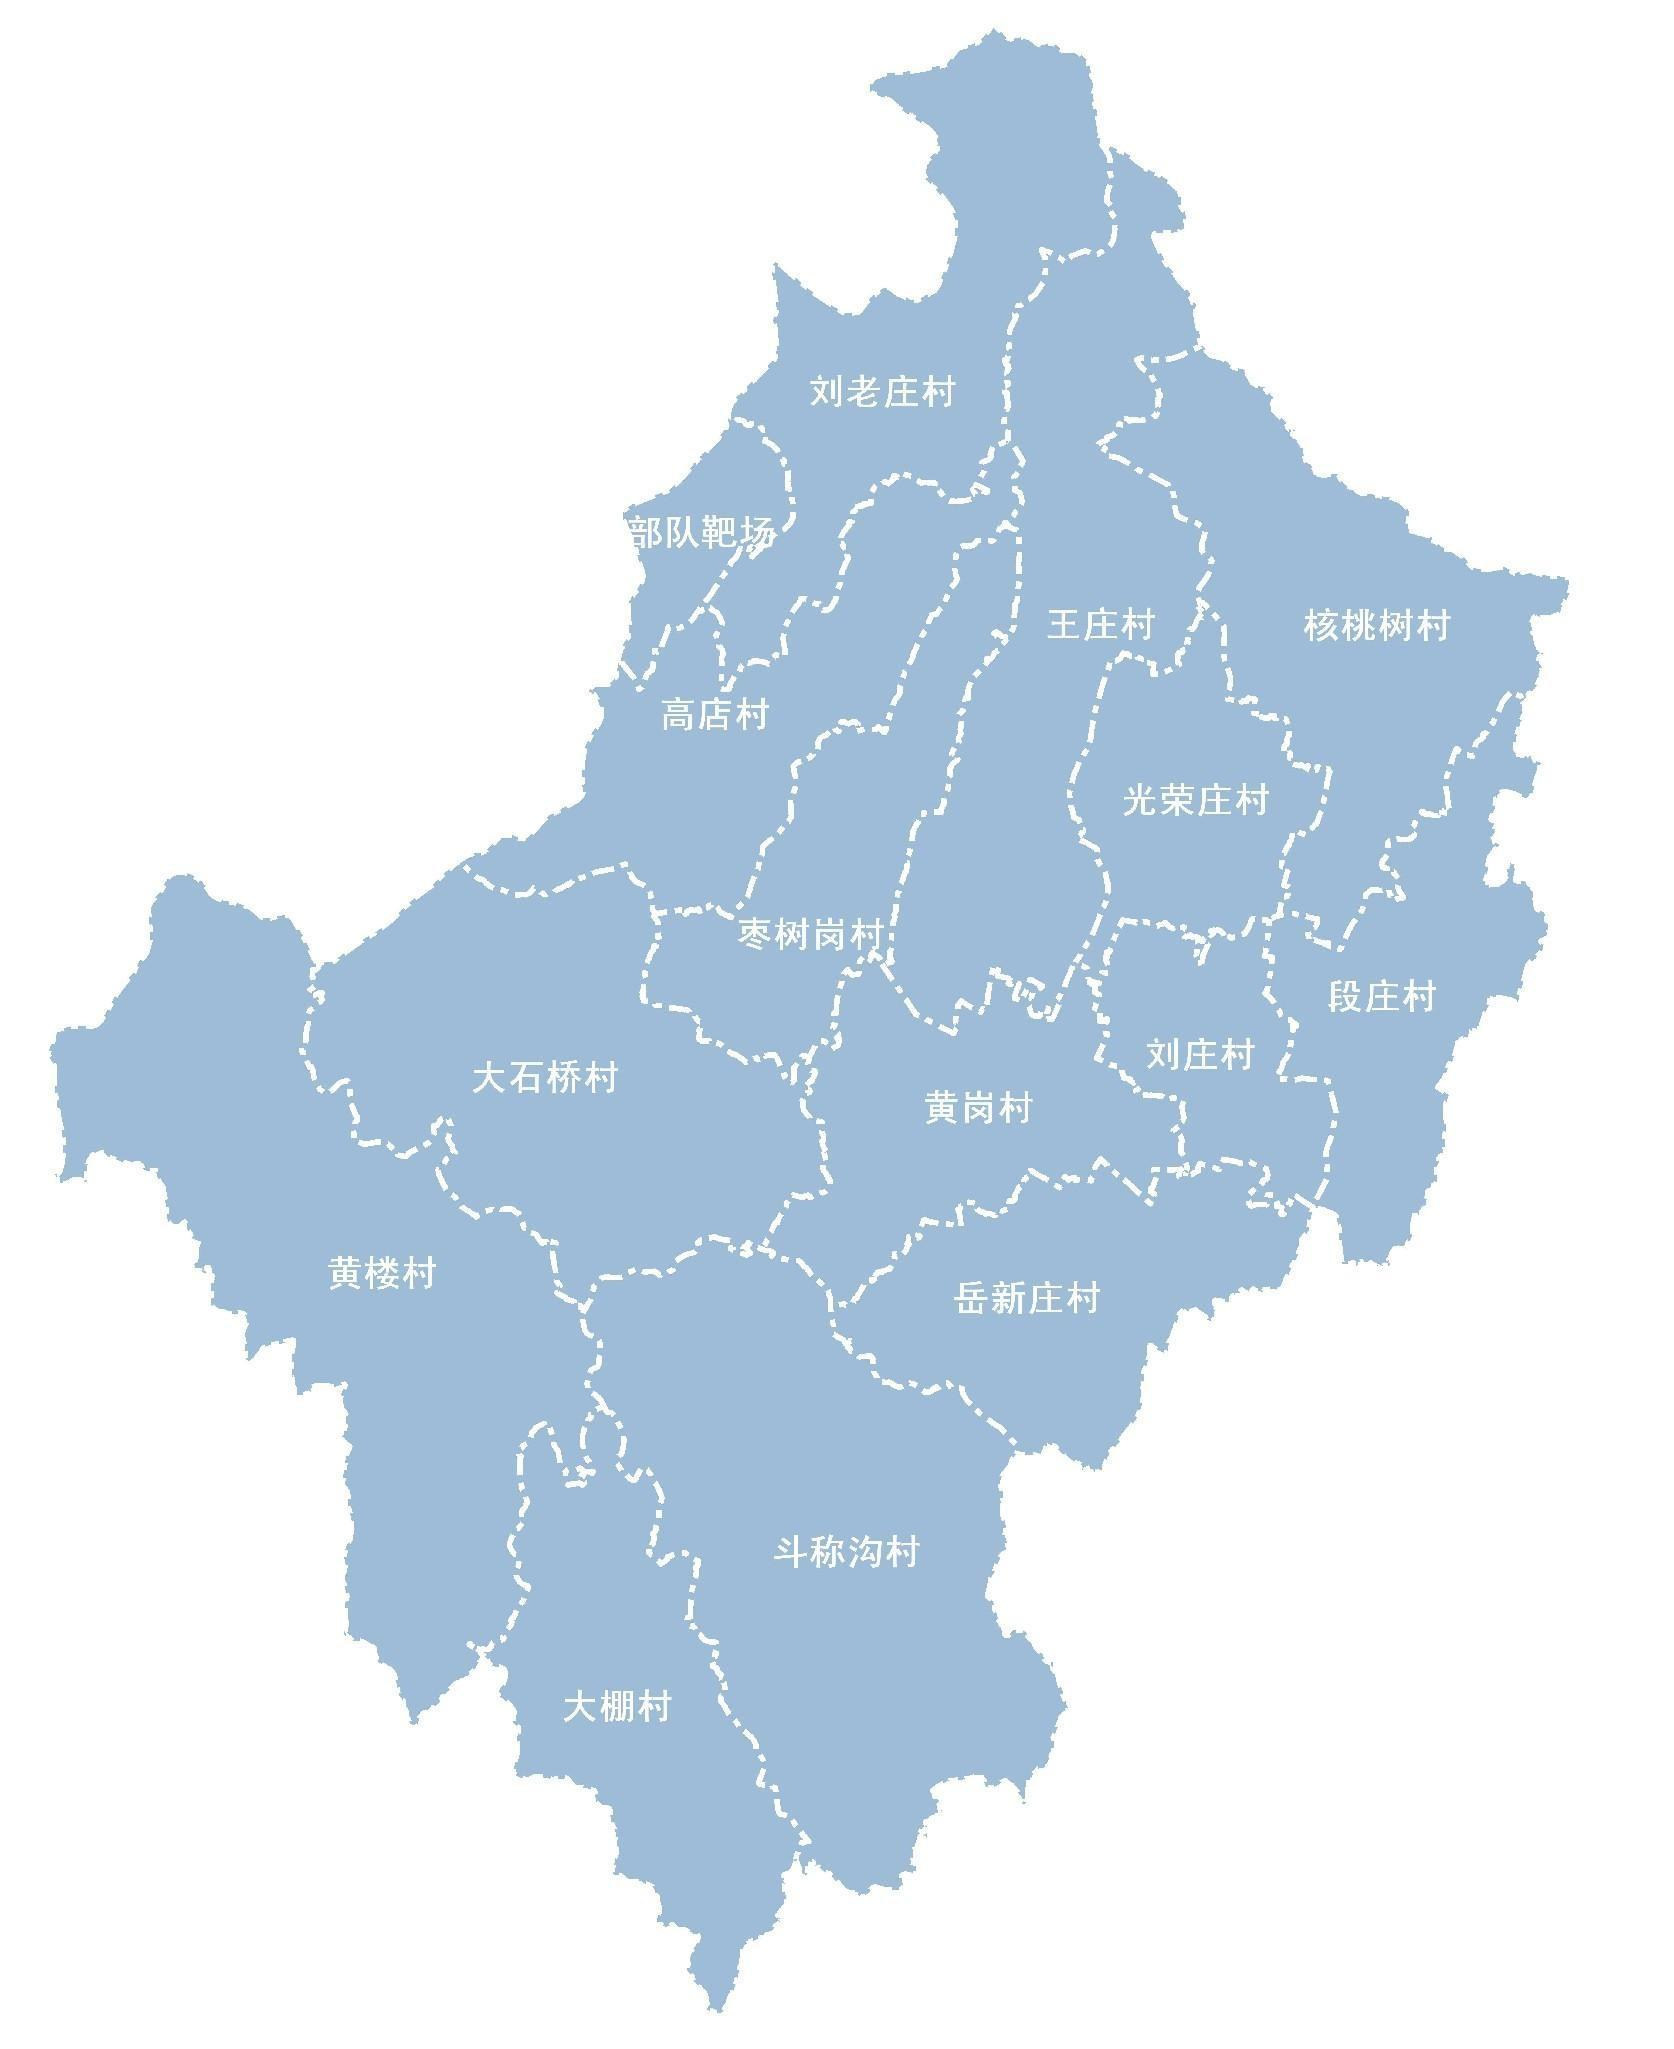 刘老庄村
部队靶场
王庄村
核桃树村
高店村
光荣庄村
枣树岗村
段庄村
刘庄村
大石桥村
黄岗村
黄楼村
岳新庄村
斗称沟村
大棚村